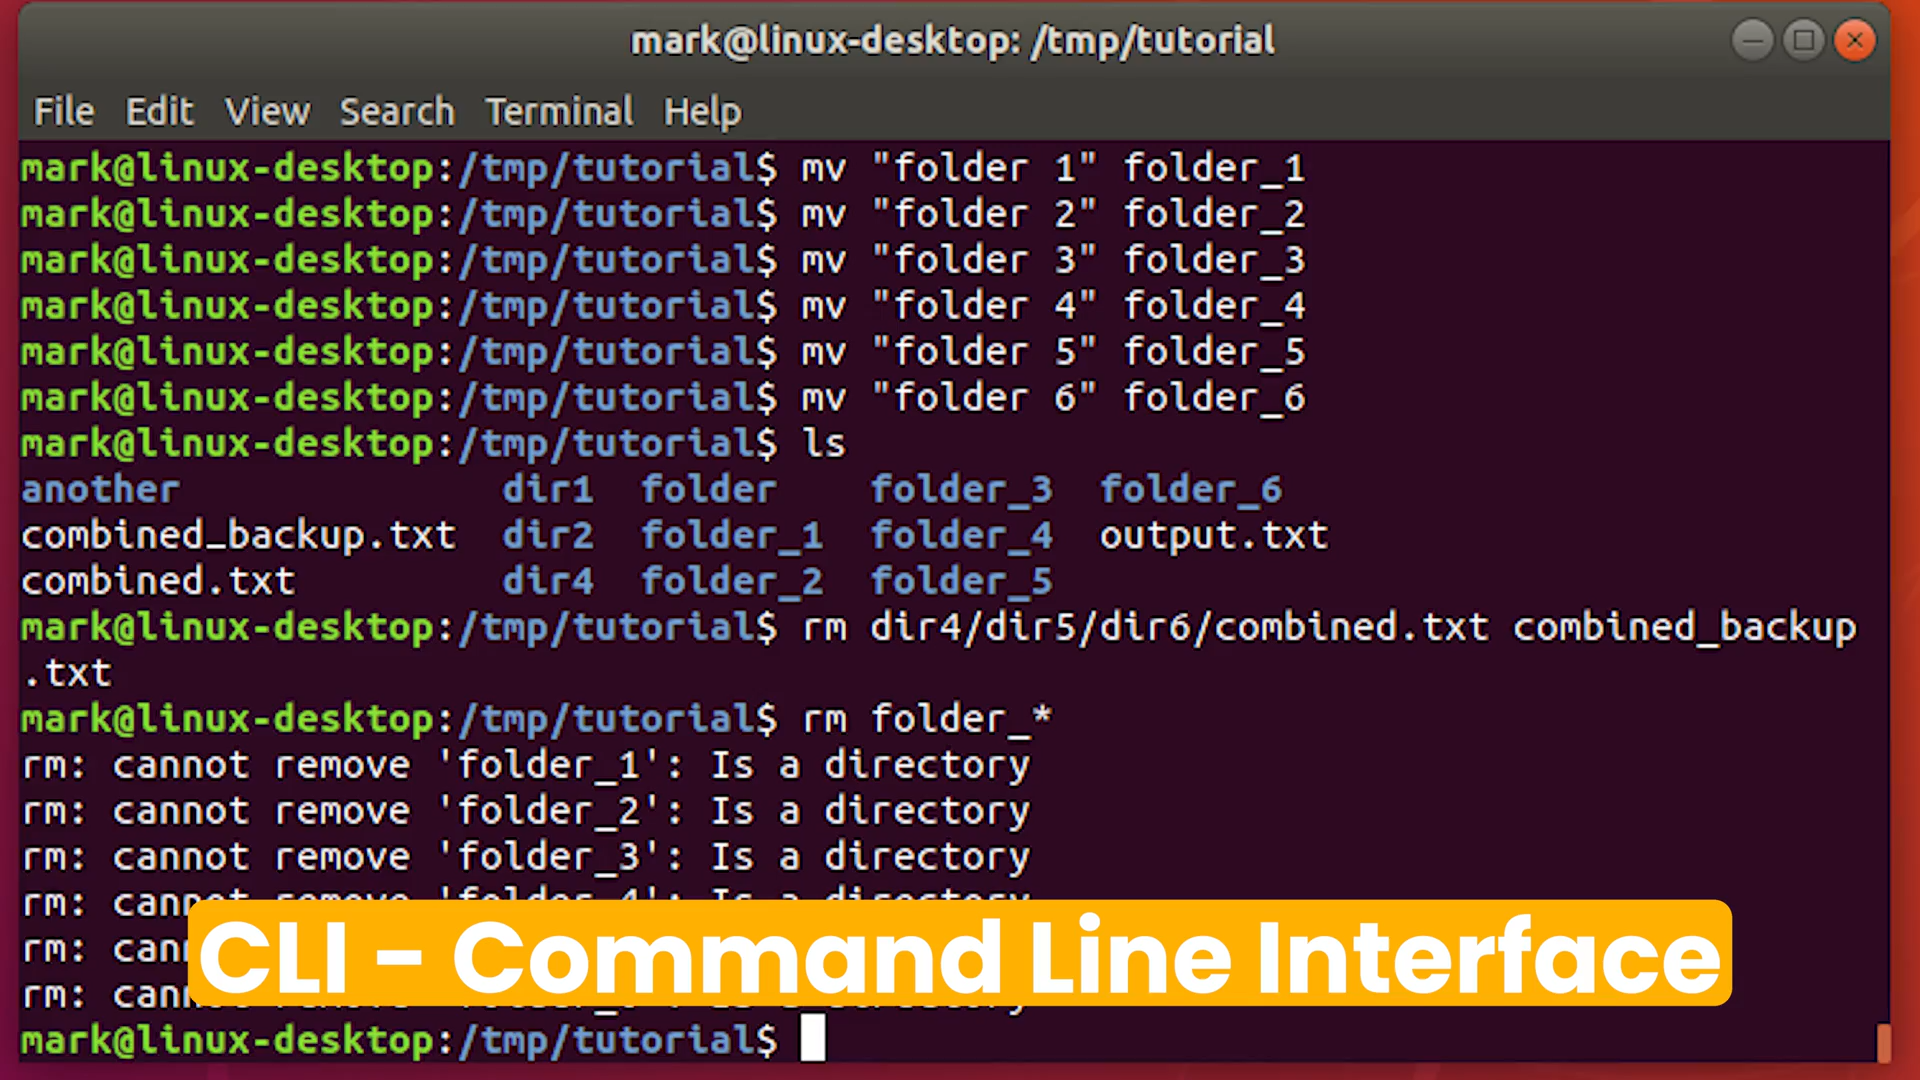 mark@linux-desktop: /tmp/tutorial
File Edit View Search Terminal Help
mark@linux-desktop:/tmp/tutorial$ mv "folder 1" folder_1
mark@linux-desktop:/tmp/tutorial$ mv "folder 2" folder_2
mark@linux-desktop:/tmp/tutorial$ mv "folder 3" folder_3
mark@linux-desktop:/tmp/tutorial$ mv "folder 4" folder_4
mark@linux-desktop:/tmp/tutorial$ mv "folder 5" folder_5
mark@linux-desktop:/tmp/tutorial$ mv "folder 6" folder_6
mark@linux-desktop:/tmp/tutorial$ ls
another dir1 folder folder_3 folder_6
combined_backup.txt dir2 folder_1 folder_4 output.txt
combined.txt dir4 folder_2 folder_5
mark@linux-desktop:/tmp/tutorial$ rm dir4/dir5/dir6/combined.txt combined_backup
.txt
mark@linux-desktop:/tmp/tutorial$ rm folder_*
rm: cannot remove 'folder_1': Is a directory
rm: cannot remove 'folder_2': Is a directory
rm: cannot remove 'folder_3': Is a directory
rm: cannot remove 'folder_4': Is a directory
rm:
rm:
CLI - Command Line Interface
mark@linux-desktop:/tmp/tutorial$